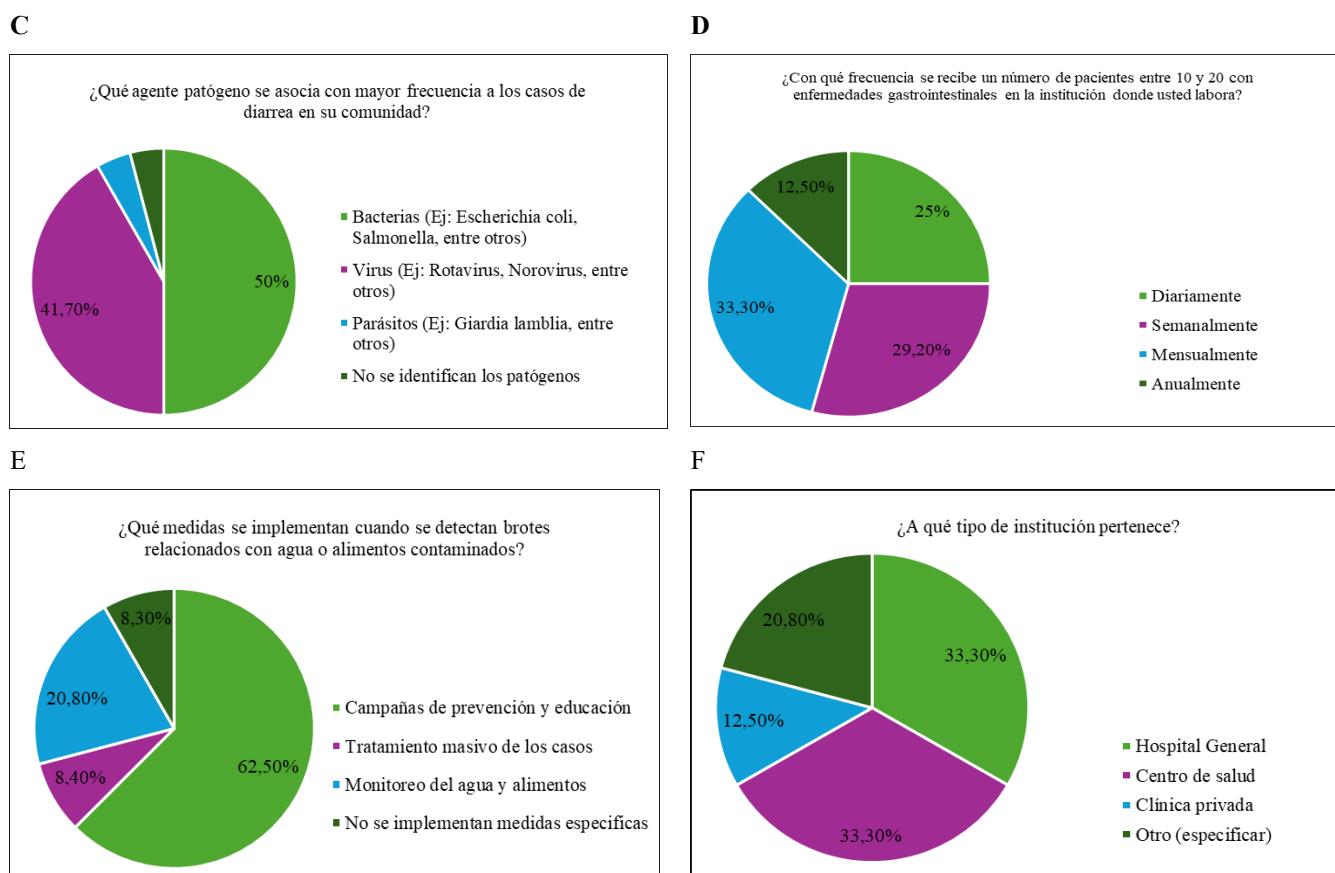 C
¿Qué agente patógeno se asocia con mayor frecuencia a los casos de
diarrea en su comunidad?
50%
41,70%
Bacterias (Ej: Escherichia coli,
Salmonella, entre otros)
Virus (Ej: Rotavirus, Norovirus, entre
otros)
Parásitos (Ej: Giardia lamblia, entre
otros)
No se identifican los patógenos
D
¿Con qué frecuencia se recibe un número de pacientes entre 10 y 20 con
enfermedades gastrointestinales en la institución donde usted labora?
12,50%
25%
33,30%
29,20%
Diariamente
Semanalmente
Mensualmente
Anualmente
E
¿Qué medidas se implementan cuando se detectan brotes
relacionados con agua o alimentos contaminados?
8,30%
20,80%
8,40%
62,50%
Campañas de prevención y educación
Tratamiento masivo de los casos
Monitoreo del agua y alimentos
No se implementan medidas especificas
F
¿A qué tipo de institución pertenece?
20,80%
33,30%
12,50%
33,30%
Hospital General
Centro de salud
Clínica privada
Otro (especificar)